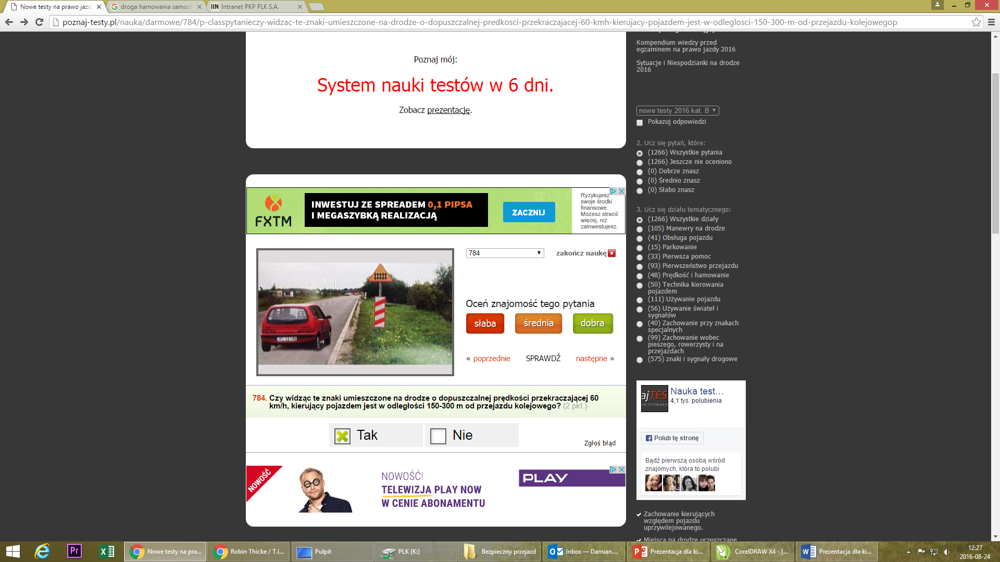 Nowe testy na prawo jazd
droga hamowania samoch
IIN Intranet PKP PLK S.A.
poznaj-testy.pl/nauka/darmowe/784/p-classpytanieczy-widzac-te-znaki-umieszczone-na-drodze-o-dopuszczalnej-predkosci-przekraczajacej-60-kmh-kierujacy-pojazdem-jest-w-odleglosci-150-300-m-od-przejazdu-kolejowegop
Poznaj mój:
System nauki testów w 6 dni.
Zobacz prezentację.
FXTM
INWESTUJ ZE SPREADEM 0,1 PIPSA
I MEGASZYBKĄ REALIZACJĄ
ZACZNIJ
Ryzykujesz
swoje środki
finansowe.
Możesz stracić
więcej, niż
zainwestujesz.
784
zakończ naukę
Oceń znajomość tego pytania
słaba
średnia
dobra
« poprzednie
SPRAWDŹ
następne »
784. Czy widząc te znaki umieszczone na drodze o dopuszczalnej prędkości przekraczającej 60
km/h, kierujący pojazdem jest w odległości 150-300 m od przejazdu kolejowego? (2 pkt.)
Tak
Nie
Zgłoś błąd
NOWOŚĆ
NOWOŚĆ!
TELEWIZJA PLAY NOW
W CENIE ABONAMENTU
PLAY
Kompendium wiedzy przed
egzaminem na prawo jazdy 2016
Sytuacje i Niespodzianki na drodze
2016
nowe testy 2016 kat. B
Pokazuj odpowiedzi
2. Ucz się pytań, które:
(1266) Wszystkie pytania
(1266) Jeszcze nie oceniono
(0) Dobrze znasz
(0) Średnio znasz
(0) Słabo znasz
3. Ucz się działu tematycznego:
(1266) Wszystkie działy
(105) Manewry na drodze
(41) Obsługa pojazdu
(15) Parkowanie
(33) Pierwsza pomoc
(93) Pierwszeństwo przejazdu
(48) Prędkość i hamowanie
(50) Technika kierowania
pojazdem
(111) Używanie pojazdu
(56) Używanie świateł i
sygnałów
(40) Zachowanie przy znakach
specjalnych
(99) Zachowanie wobec
pieszego, rowerzysty i na
przejazdach
(575) znaki i sygnały drogowe
ajTES
Nauka test...
4,1 tys. polubienia
Polub tę stronę
Bądź pierwszą osobą wśród
znajomych, która to polubi
Zachowanie kierujących
względem pojazdu
uprzywilejowanego.
Miejsca na drodze uczęszczane
Pr
Nowe testy na pra...
Robin Thicke / T.I...
Pulpit
PLK (K:)
Bezpieczny przejazd
Inbox — Damian....
Prezentacja dla ki...
CorelDRAW X4 - [...
Prezentacja dla ki...
12:27
2016-08-24